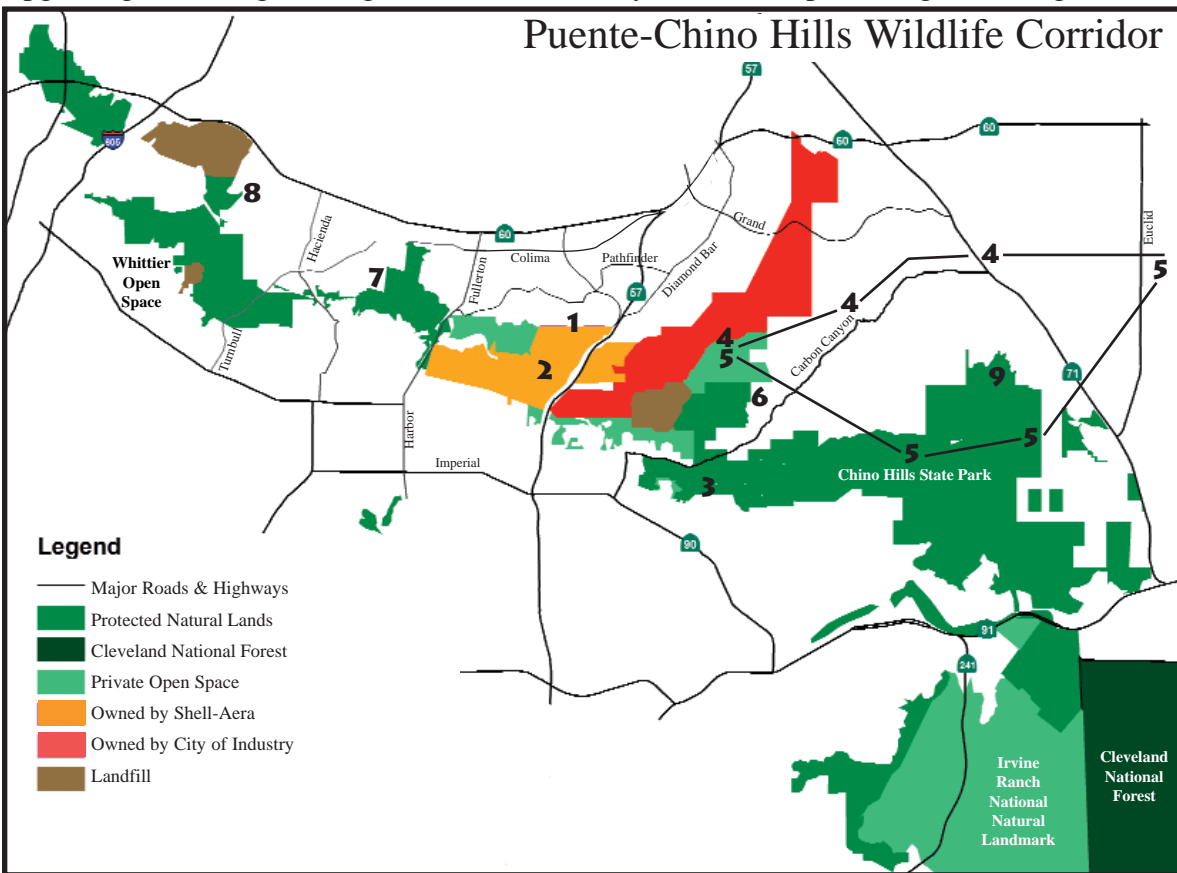 Puente-Chino Hills Wildlife Corridor
57
605
60
60
8
Hacienda
Grand
Euclid
Whittier
Open
Space
7
Fullerton
60
Colima
Pathfinder
Diamond Bar
57
4
5
4
1
Turnbull
2
4
5
Carbon Canyon
6
9
71
Harbor
Imperial
3
5
5
Chino Hills State Park
90
Legend
Major Roads & Highways
Protected Natural Lands
Cleveland National Forest
Private Open Space
Owned by Shell-Aera
Owned by City of Industry
Landfill
91
241
Irvine
Ranch
National
Natural
Landmark
Cleveland
National
Forest